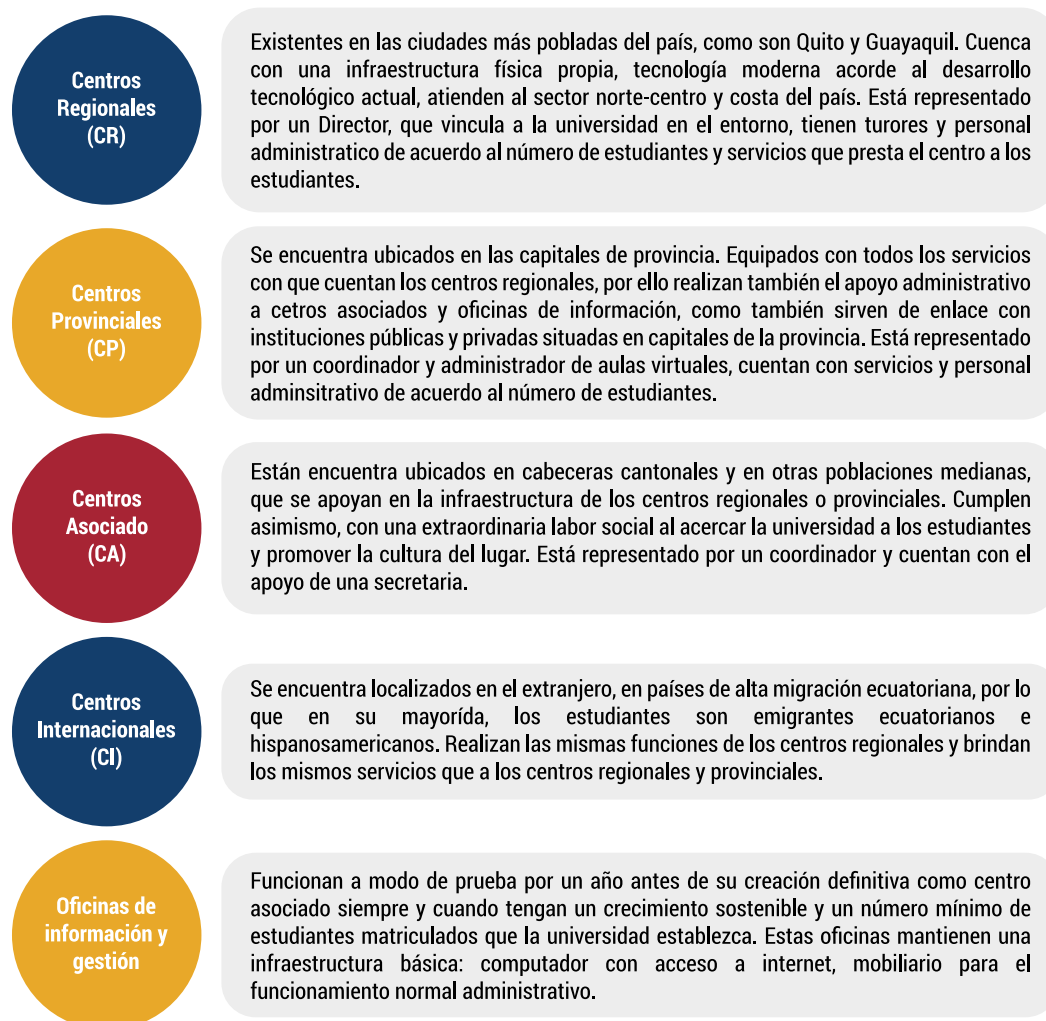 Centros
Regionales
(CR)
Existentes en las ciudades más pobladas del país, como son Quito y Guayaquil. Cuenca
con una infraestructura física propia, tecnología moderna acorde al desarrollo
tecnológico actual, atienden al sector norte-centro y costa del país. Está representado
por un Director, que vincula a la universidad en el entorno, tienen turores y personal
administratico de acuerdo al número de estudiantes y servicios que presta el centro a los
estudiantes.
Centros
Provinciales
(CP)
Se encuentra ubicados en las capitales de provincia. Equipados con todos los servicios
con que cuentan los centros regionales, por ello realizan también el apoyo administrativo
a cetros asociados y oficinas de información, como también sirven de enlace con
instituciones públicas y privadas situadas en capitales de la provincia. Está representado
por un coordinador y administrador de aulas virtuales, cuentan con servicios y personal
adminsitrativo de acuerdo al número de estudiantes.
Centros
Asociado
(CA)
Están encuentra ubicados en cabeceras cantonales y en otras poblaciones medianas,
que se apoyan en la infraestructura de los centros regionales o provinciales. Cumplen
asimismo, con una extraordinaria labor social al acercar la universidad a los estudiantes
y promover la cultura del lugar. Está representado por un coordinador y cuentan con el
apoyo de una secretaria.
Centros
Internacionales
(CI)
Se encuentra localizados en el extranjero, en países de alta migración ecuatoriana, por lo
que en su mayoríɗa, los estudiantes son emigrantes ecuatorianos e
hispanosamericanos. Realizan las mismas funciones de los centros regionales y brindan
los mismos servicios que a los centros regionales y provinciales.
Oficinas de
información y
gestión
Funcionan a modo de prueba por un año antes de su creación definitiva como centro
asociado siempre y cuando tengan un crecimiento sostenible y un número mínimo de
estudiantes matriculados que la universidad establezca. Estas oficinas mantienen una
infraestructura básica: computador con acceso a internet, mobiliario para el
funcionamiento normal administrativo.